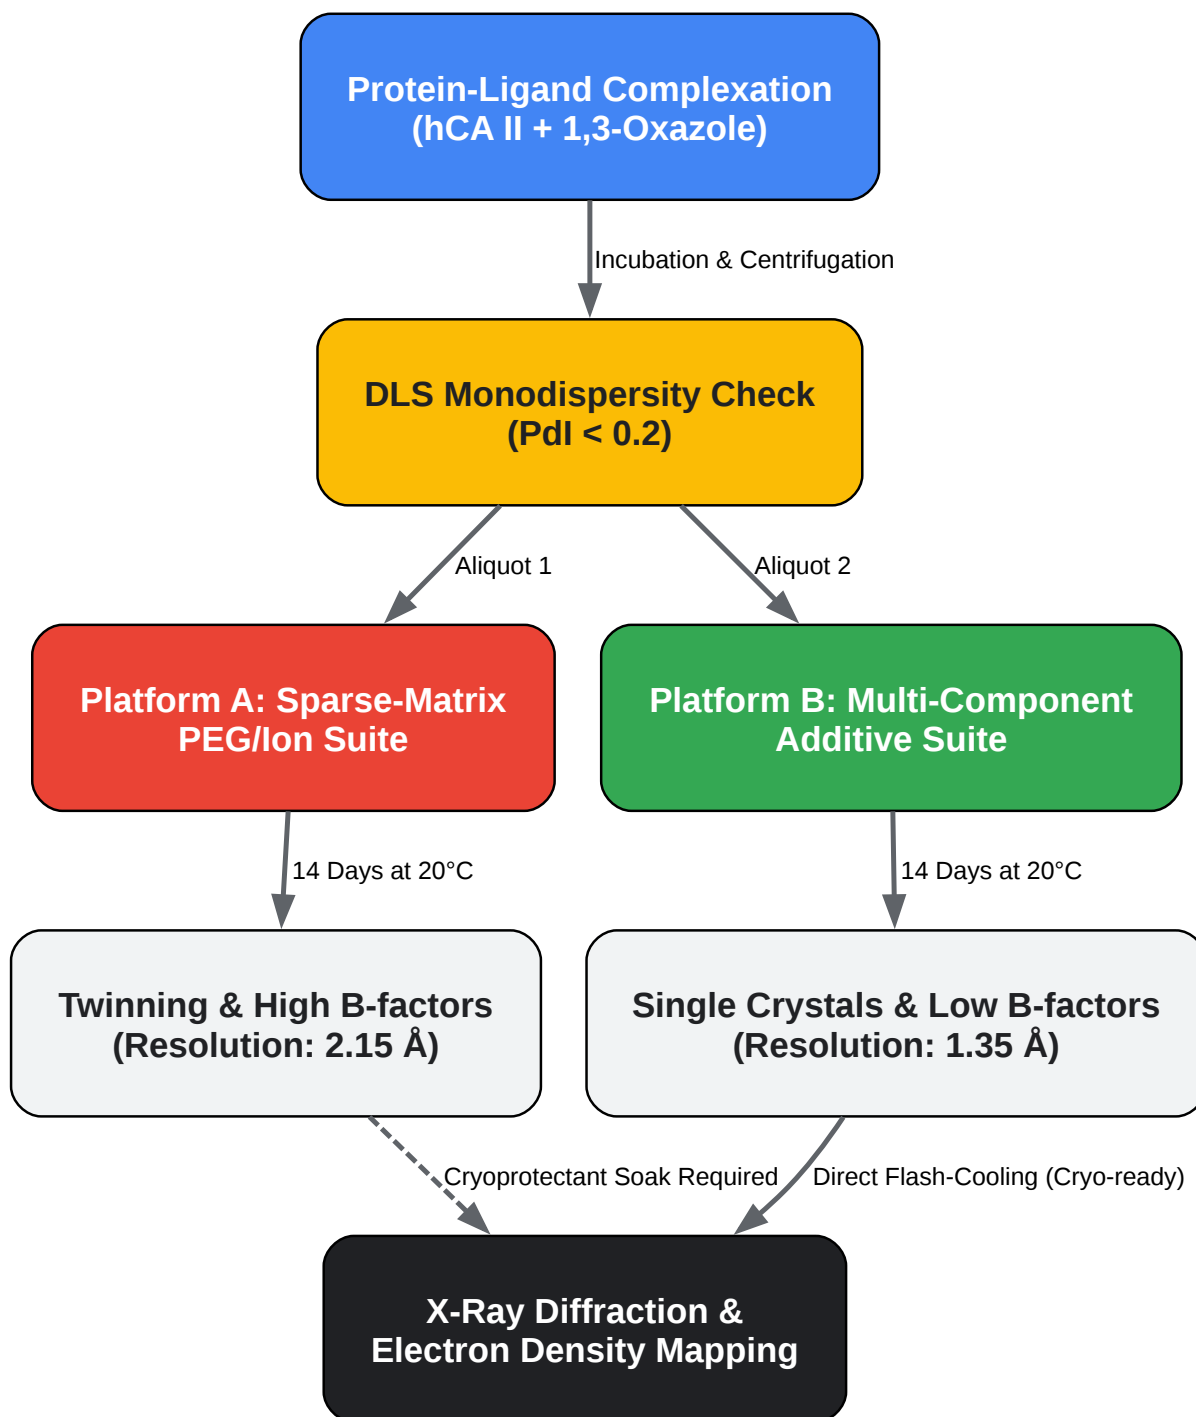 Protein-Ligand Complexation
(hCA II + 1,3-Oxazole)
Incubation & Centrifugation
DLS Monodispersity Check
(PdI < 0.2)
Aliquot 1
Aliquot 2
Platform A: Sparse-Matrix
PEG/Ion Suite
Platform B: Multi-Component
Additive Suite
14 Days at 20°C
14 Days at 20°C
Twinning & High B-factors
(Resolution: 2.15 Å)
Single Crystals & Low B-factors
(Resolution: 1.35 Å)
Cryoprotectant Soak Required
Direct Flash-Cooling (Cryo-ready)
X-Ray Diffraction &
Electron Density Mapping